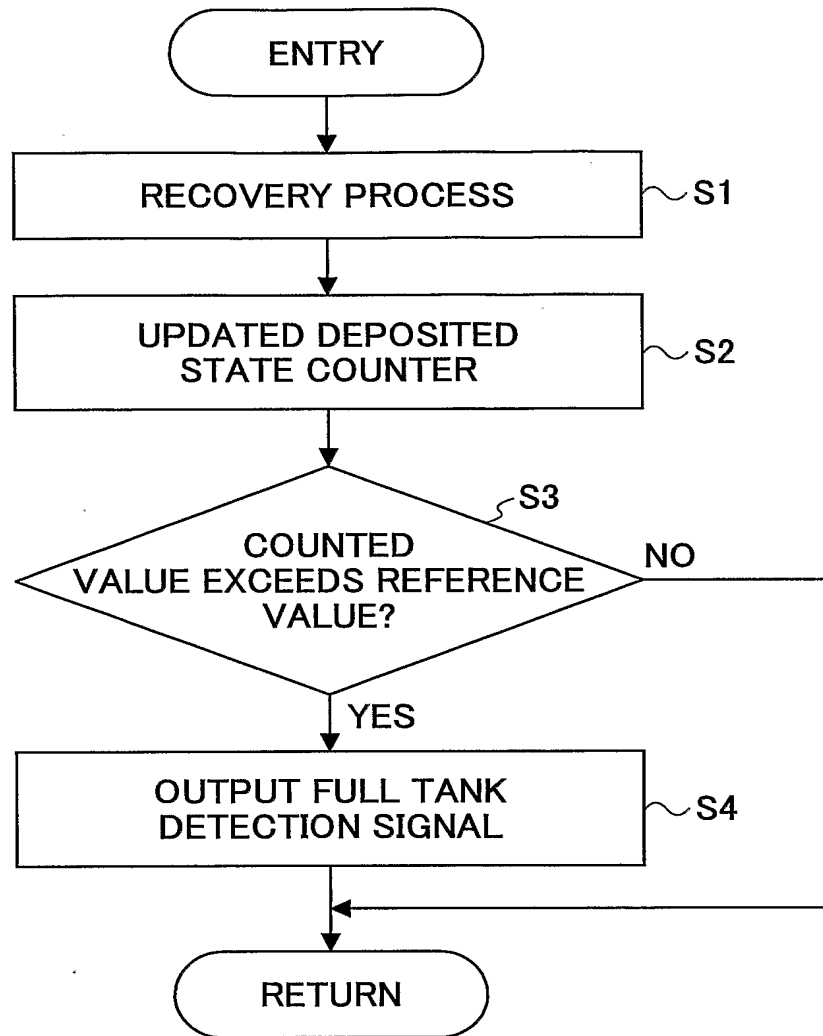 ENTRY
RECOVERY PROCESS
S1
UPDATED DEPOSITED
STATE COUNTER
S2
S3
COUNTED
VALUE EXCEEDS REFERENCE
VALUE?
NO
YES
OUTPUT FULL TANK
DETECTION SIGNAL
S4
RETURN